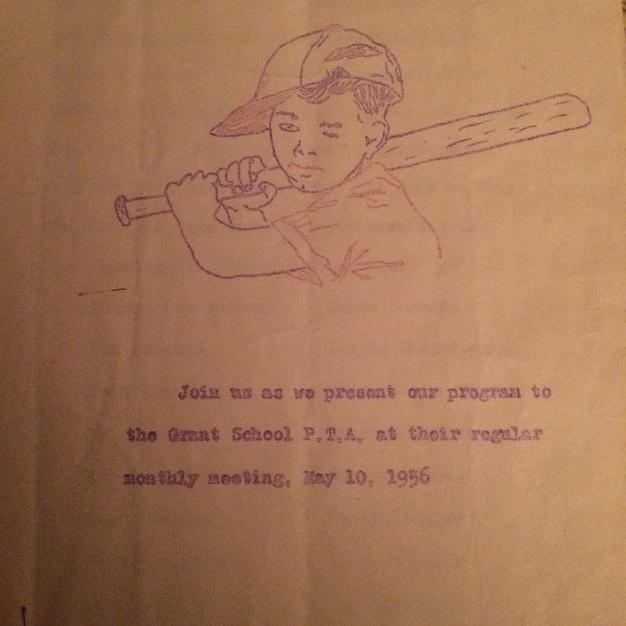 Join us as we present our program to
the Grant School P.T.A. at their regular
monthly meeting, May 10, 1956